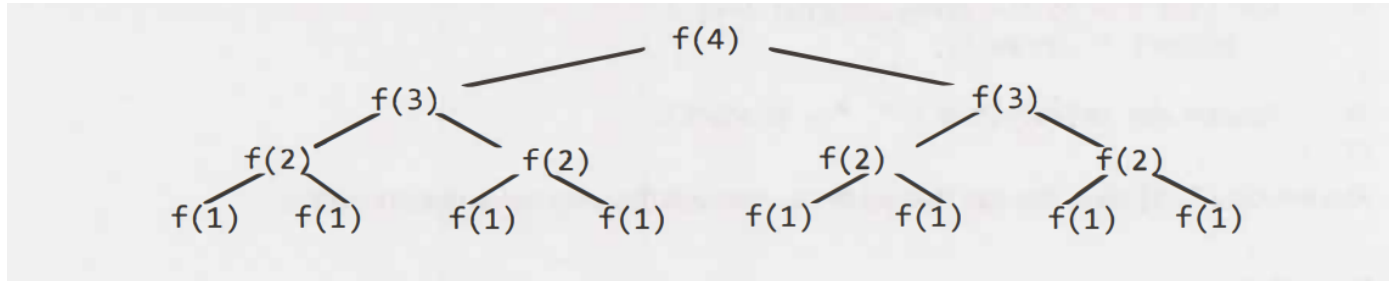 f(4)
f(3) f(3)
f(2) f(2) f(2) f(2)
f(1) f(1) f(1) f(1) f(1) f(1) f(1) f(1)